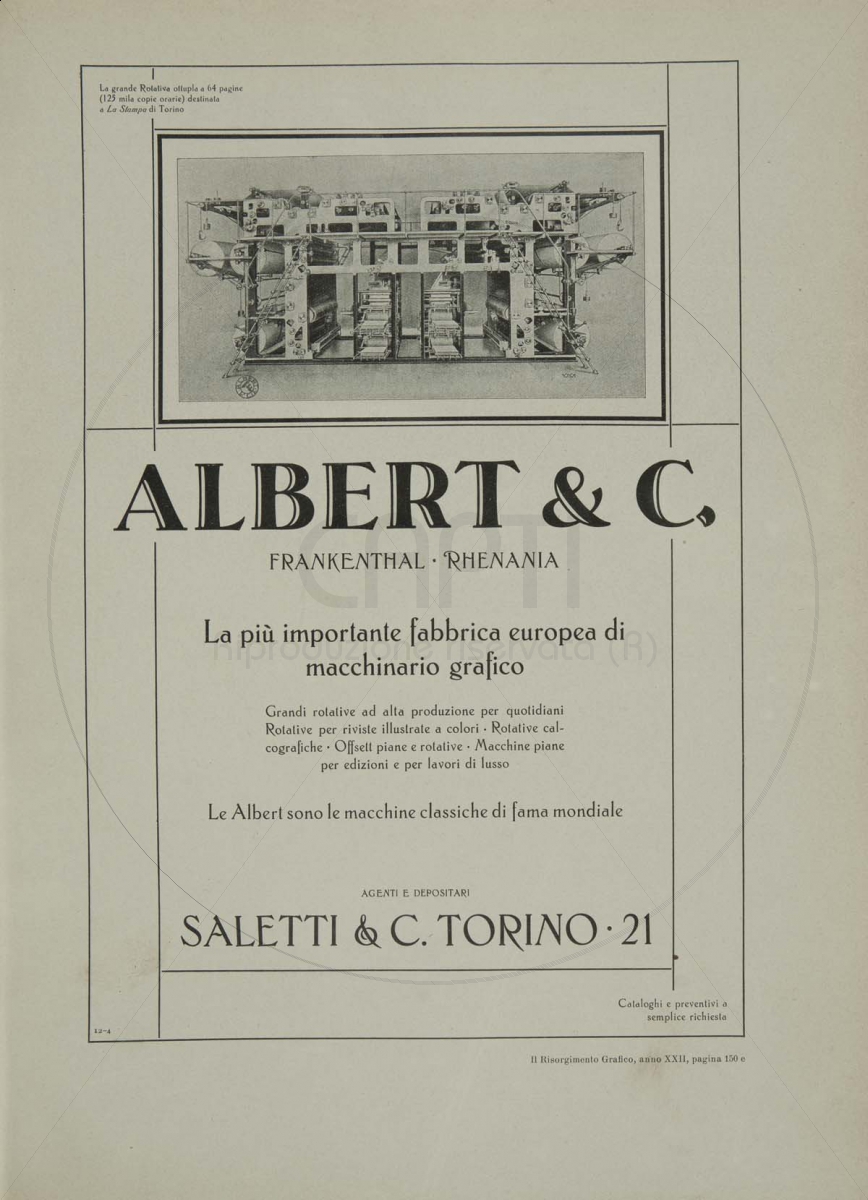 La grande Rotativa ottupla a 64 pagine
(125 mila copie orarie) destinata
a La Stampa di Torino
ALBERT & C.
FRANKENTHAL · RHENANIA
La più importante fabbrica europea di
macchinario grafico
Grandi rotative ad alta produzione per quotidiani
Rotative per riviste illustrate a colori · Rotative cal-
cografiche · Offsett piane e rotative · Macchine piane
per edizioni e per lavori di lusso
Le Albert sono le macchine classiche di fama mondiale
AGENTI E DEPOSITARI
SALETTI & C. TORINO · 21
Cataloghi e preventivi a
semplice richiesta
12-4
Il Risorgimento Grafico, anno XXII, pagina 150 c
CNPTI
Riproduzione riservata (R)